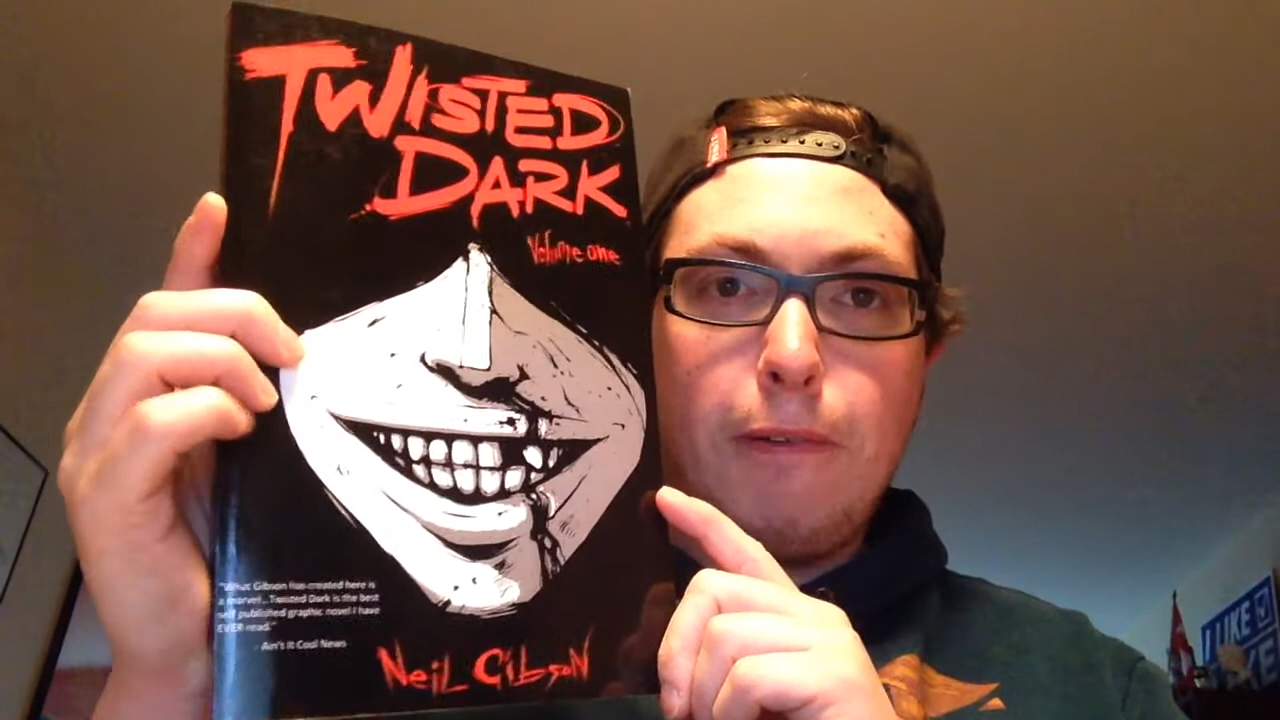 TWISTED
DARK
Volume one
"What Gibson has created here is
a marvel... Twisted Dark is the best
self published graphic novel I have
EVER read."
- Ain't It Cool News
NEIL GIBSON
I LIKE